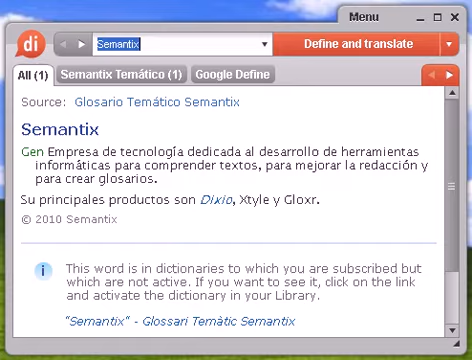 Menu
di
Semantix
Define and translate
All (1)
Semantix Temático (1)
Google Define
Source: Glosario Temático Semantix
Semantix
Gen Empresa de tecnología dedicada al desarrollo de herramientas
informáticas para comprender textos, para mejorar la redacción y
para crear glosarios.
Su principales productos son Dixio, Xtyle y Gloxr.
© 2010 Semantix
This word is in dictionaries to which you are subscribed but
which are not active. If you want to see it, click on the link
and activate the dictionary in your Library.
"Semantix" - Glossari Temàtic Semantix